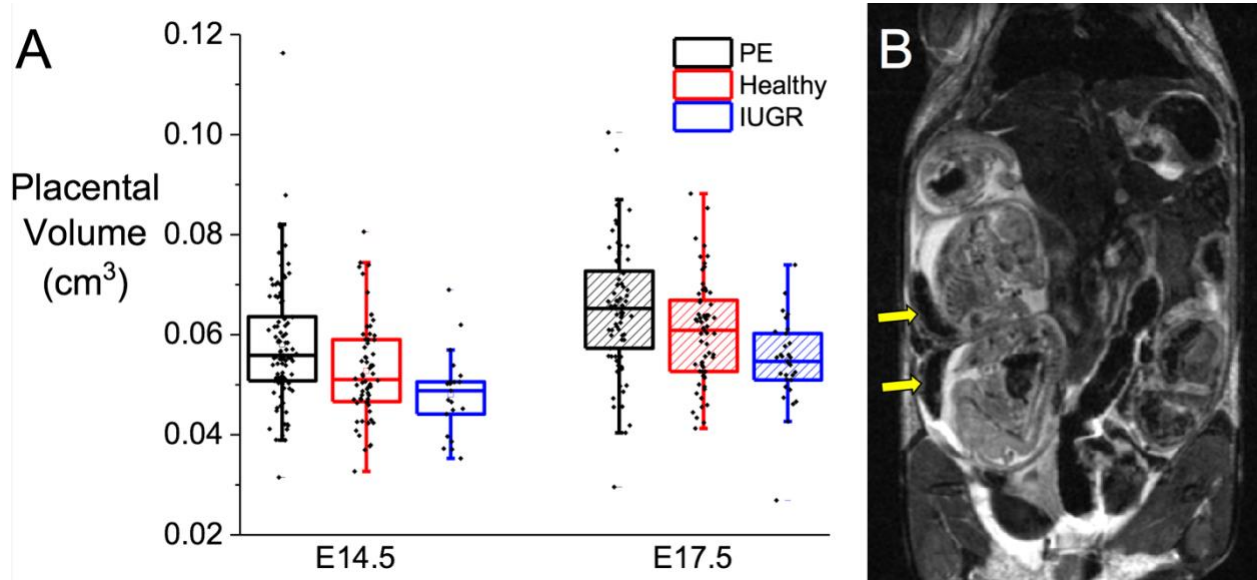 A
0.12
0.10
0.08
0.06
0.04
0.02
Placental
Volume
(cm³)
PE
Healthy
IUGR
E14.5
E17.5
B